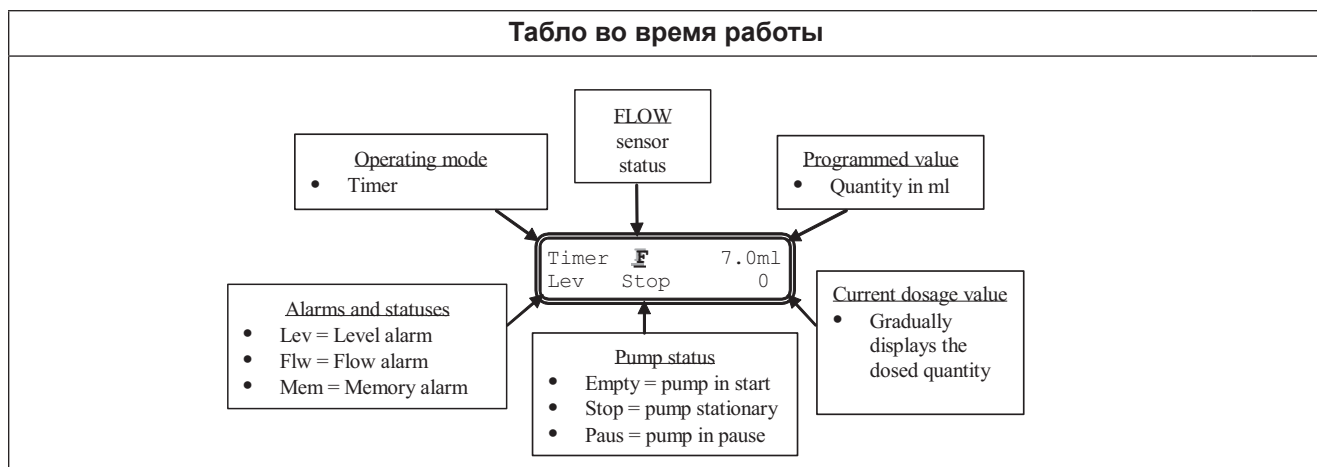 Табло во время работы
FLOW
sensor
status
Operating mode
• Timer
Programmed value
• Quantity in ml
Timer F 7.0ml
Lev Stop 0
Alarms and statuses
• Lev = Level alarm
• Flw = Flow alarm
• Mem = Memory alarm
Pump status
• Empty = pump in start
• Stop = pump stationary
• Paus = pump in pause
Current dosage value
• Gradually
displays the
dosed quantity